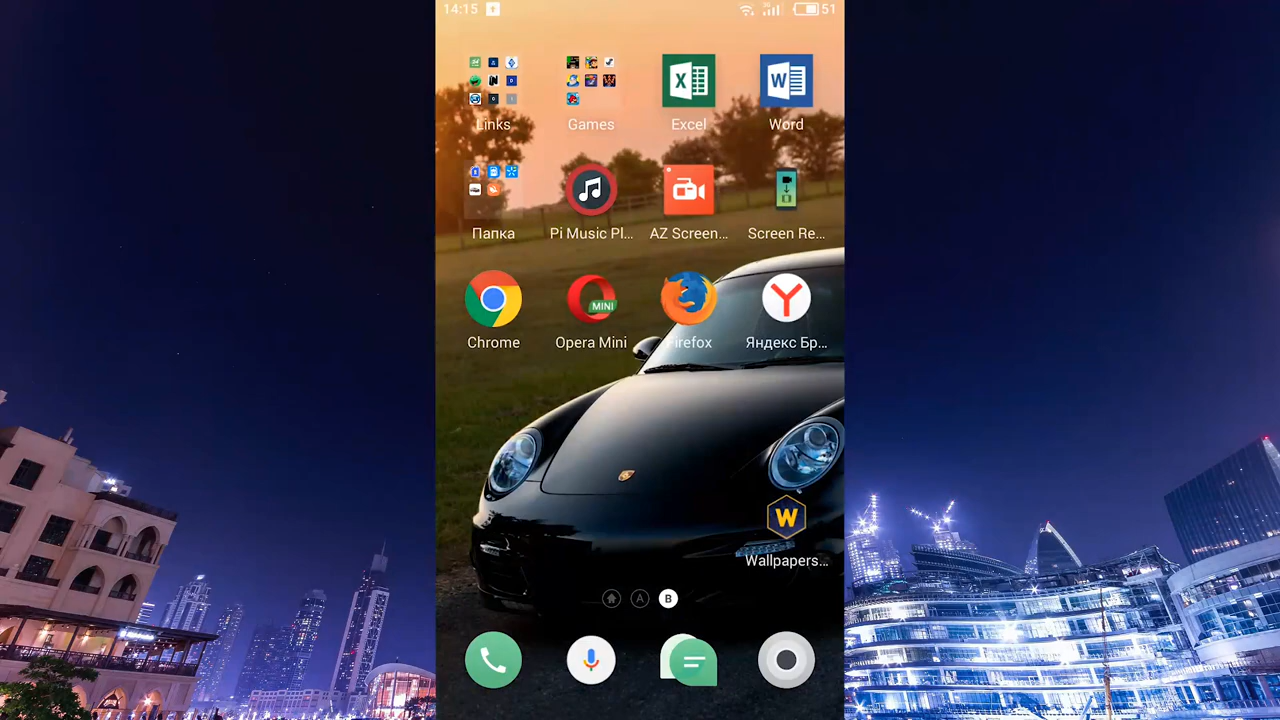 14:15 51
Links Games Excel Word
Папка Pi Music Pl... AZ Screen... Screen Re...
MINI
Chrome Opera Mini Firefox Яндекс Бр...
W
Wallpapers...
A B